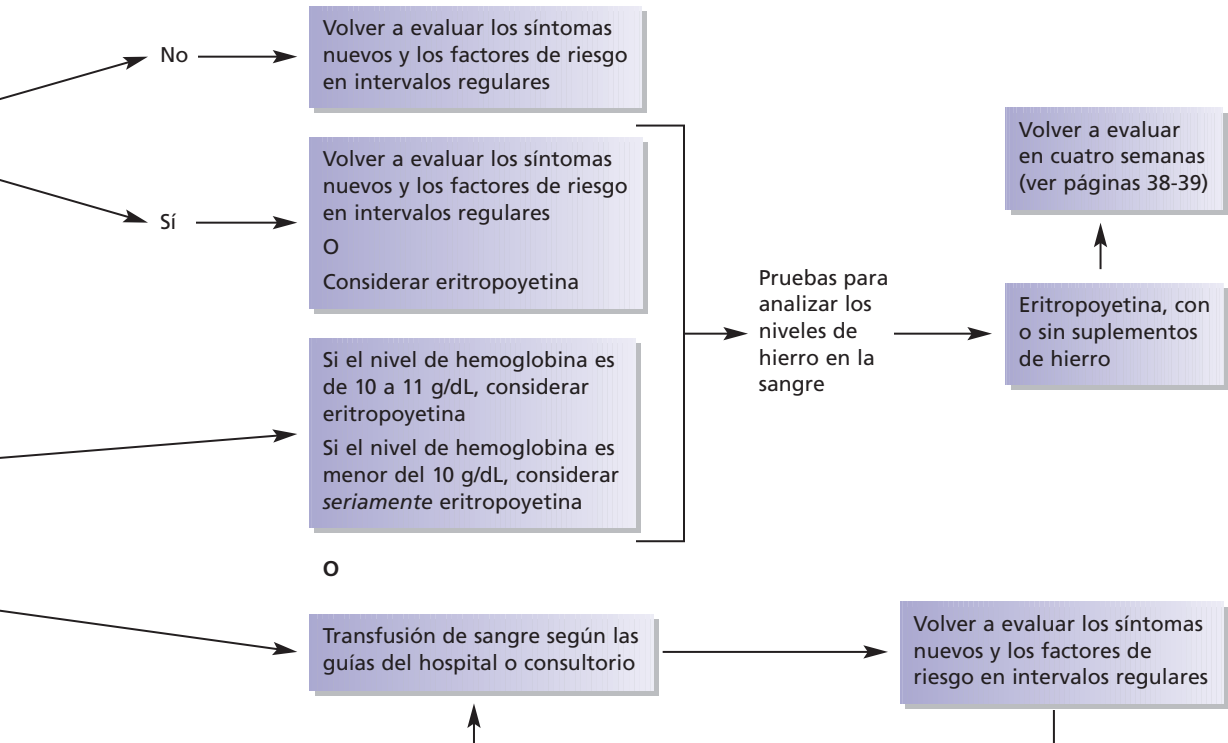 No
Volver a evaluar los síntomas
nuevos y los factores de riesgo
en intervalos regulares
Sí
Volver a evaluar los síntomas
nuevos y los factores de riesgo
en intervalos regulares
O
Considerar eritropoyetina
Si el nivel de hemoglobina es
de 10 a 11 g/dL, considerar
eritropoyetina
Si el nivel de hemoglobina es
menor del 10 g/dL, considerar
seriamente eritropoyetina
Pruebas para
analizar los
niveles de
hierro en la
sangre
Eritropoyetina, con
o sin suplementos
de hierro
Volver a evaluar
en cuatro semanas
(ver páginas 38-39)
O
Transfusión de sangre según las
guías del hospital o consultorio
Volver a evaluar los síntomas
nuevos y los factores de
riesgo en intervalos regulares